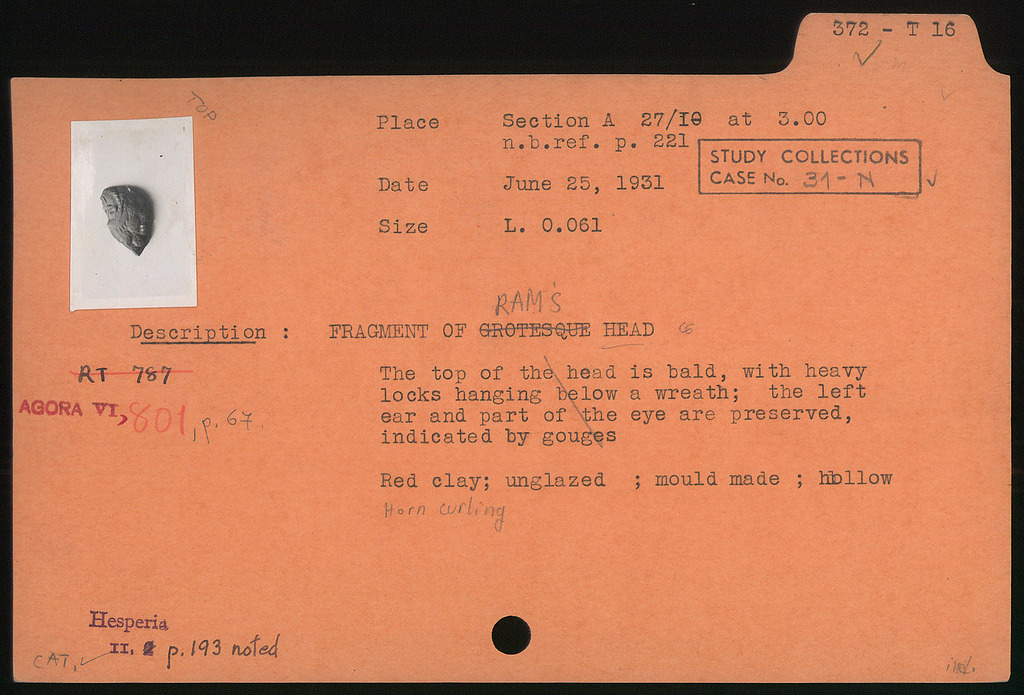 372 - T 16
TOP
Place Section A 27/10 at 3.00
n.b.ref. p. 221
STUDY COLLECTIONS
CASE No. 31-N
Date June 25, 1931
Size L. 0.061
RAM'S
Description : FRAGMENT OF GROTESQUE HEAD
RT 787
AGORA VI, 801, p. 67.
The top of the head is bald, with heavy
locks hanging below a wreath; the left
ear and part of the eye are preserved,
indicated by gouges
Red clay; unglazed ; mould made ; hollow
Horn curling
Hesperia
II. 2 p. 193 noted
CAT.